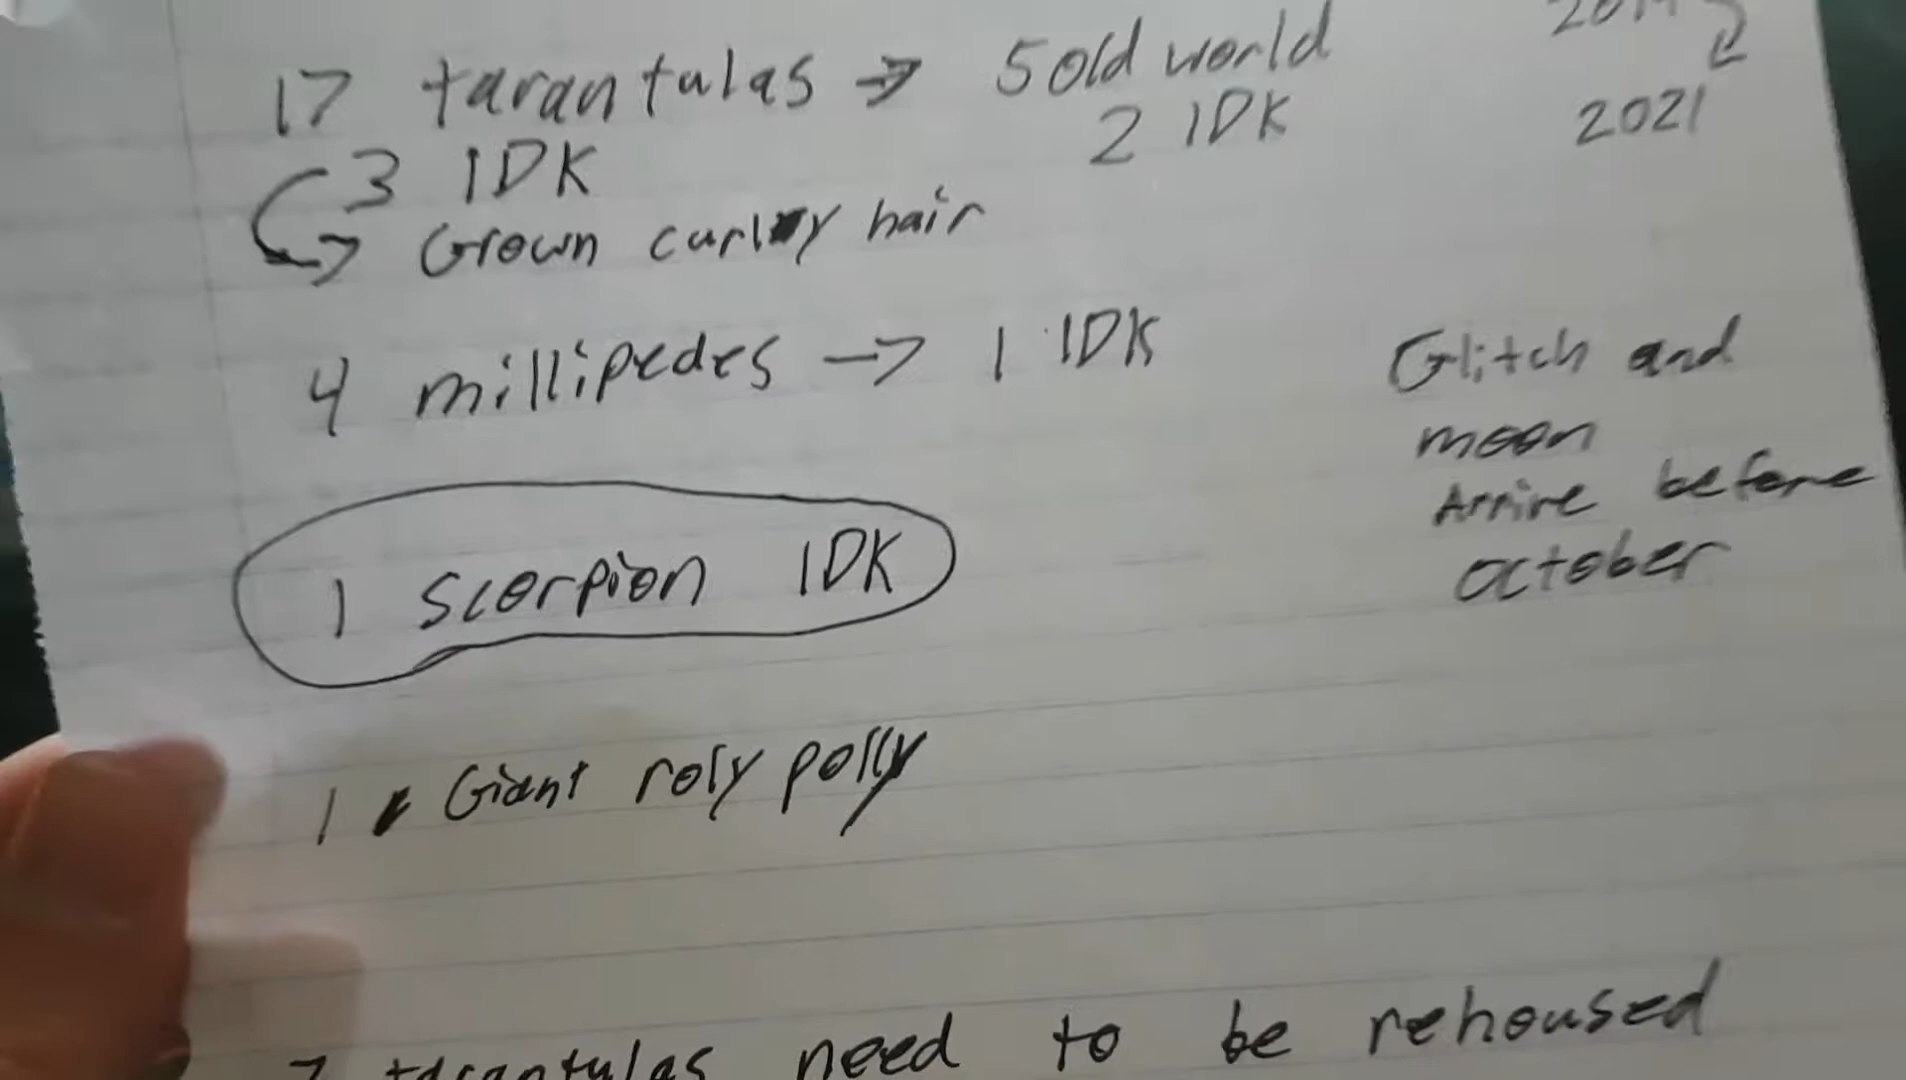 17 tarantulas → 5 old world
2 IDK
3 IDK
→ Grown curly hair
4 millipedes → 1 IDK
1 scorpion IDK
1 Giant roly polly
tarantulas need to be rehoused
2021
Glitch and
moon
Arrive before
October